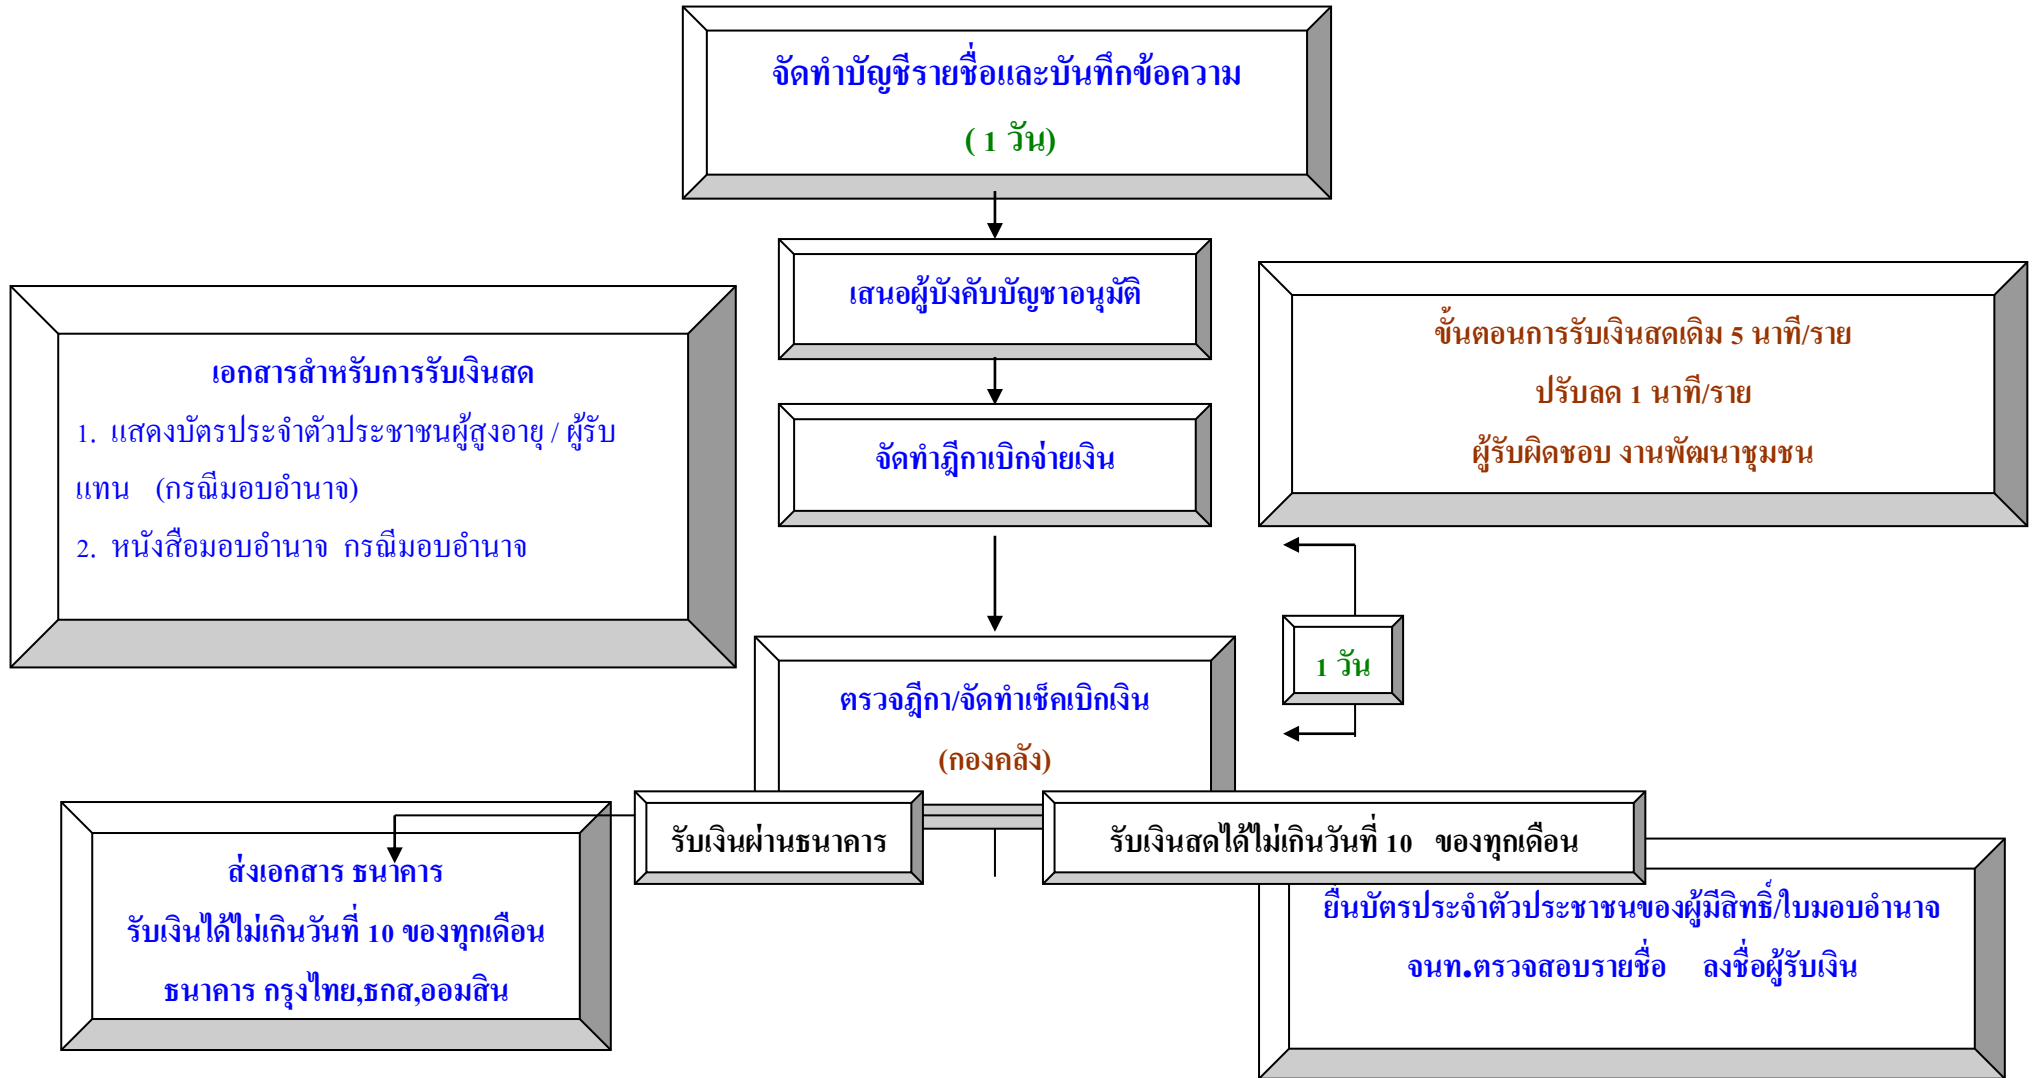 จัดทำบัญชีรายชื่อและบันทึกข้อความ
( 1 วัน)
เสนอผู้บังคับบัญชาอนุมัติ
จัดทำฎีกาเบิกจ่ายเงิน
เอกสารสำหรับการรับเงินสด
1. แสดงบัตรประจำตัวประชาชนผู้สูงอายุ / ผู้รับ
แทน (กรณีมอบอำนาจ)
2. หนังสือมอบอำนาจ กรณีมอบอำนาจ
ขั้นตอนการรับเงินสดเดิม 5 นาที/ราย
ปรับลด 1 นาที/ราย
ผู้รับผิดชอบ งานพัฒนาชุมชน
1 วัน
ตรวจฎีกา/จัดทำเช็คเบิกเงิน
(กองคลัง)
รับเงินผ่านธนาคาร
รับเงินสดได้ไม่เกินวันที่ 10 ของทุกเดือน
ส่งเอกสาร ธนาคาร
รับเงินได้ไม่เกินวันที่ 10 ของทุกเดือน
ธนาคาร กรุงไทย,ธกส,ออมสิน
ยื่นบัตรประจำตัวประชาชนของผู้มีสิทธิ์/ใบมอบอำนาจ
จนท.ตรวจสอบรายชื่อ ลงชื่อผู้รับเงิน